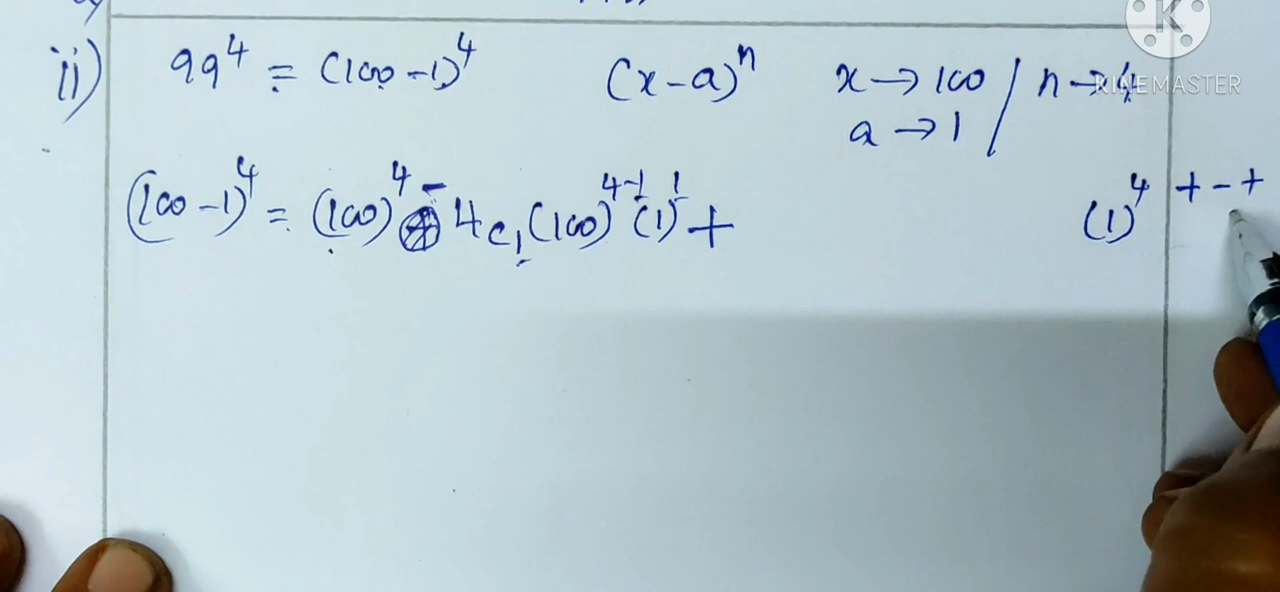 ii) 99⁴ = (100-1)⁴ (x-a)ⁿ x → 100 / n → 4
a → 1
(100-1)⁴ = (100)⁴ - 4c₁ (100)⁴⁻¹ (1)¹ + (1)⁴ + - +
K
KINEMASTER